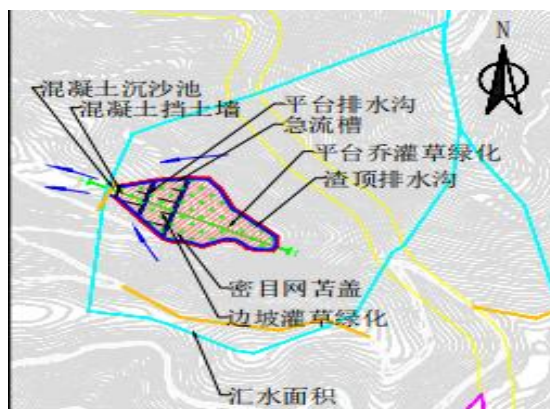 N
混凝土沉沙池
混凝土挡土墙
平台排水沟
急流槽
平台乔灌草绿化
渣顶排水沟
密目网苫盖
边坡灌草绿化
汇水面积